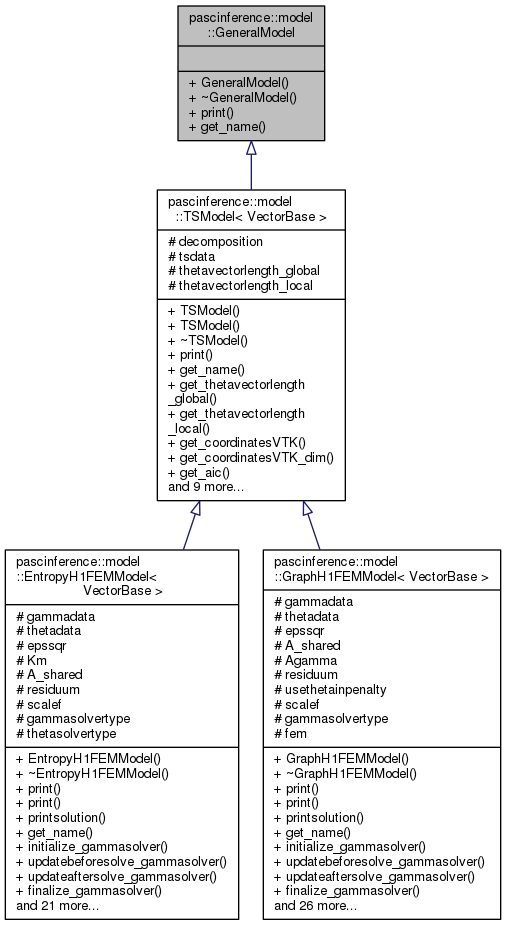 pascinference::model
::GeneralModel
+ GeneralModel()
+ ~GeneralModel()
+ print()
+ get_name()
pascinference::model
::TSModel< VectorBase >
# decomposition
# tsdata
# thetavectorlength_global
# thetavectorlength_local
+ TSModel()
+ TSModel()
+ ~TSModel()
+ print()
+ get_name()
+ get_thetavectorlength
_global()
+ get_thetavectorlength
_local()
+ get_coordinatesVTK()
+ get_coordinatesVTK_dim()
+ get_aic()
and 9 more...
pascinference::model
::EntropyH1FEMModel<
VectorBase >
# gammadata
# thetadata
# epssqr
# Km
# A_shared
# residuum
# scalef
# gammasolvertype
# thetasolvertype
+ EntropyH1FEMModel()
+ ~EntropyH1FEMModel()
+ print()
+ print()
+ printsolution()
+ get_name()
+ initialize_gammasolver()
+ updatebeforesolve_gammasolver()
+ updateaftersolve_gammasolver()
+ finalize_gammasolver()
and 21 more...
pascinference::model
::GraphH1FEMModel< VectorBase >
# gammadata
# thetadata
# epssqr
# A_shared
# Agamma
# residuum
# usethetainpenalty
# scalef
# gammasolvertype
# fem
+ GraphH1FEMModel()
+ ~GraphH1FEMModel()
+ print()
+ print()
+ printsolution()
+ get_name()
+ initialize_gammasolver()
+ updatebeforesolve_gammasolver()
+ updateaftersolve_gammasolver()
+ finalize_gammasolver()
and 26 more...